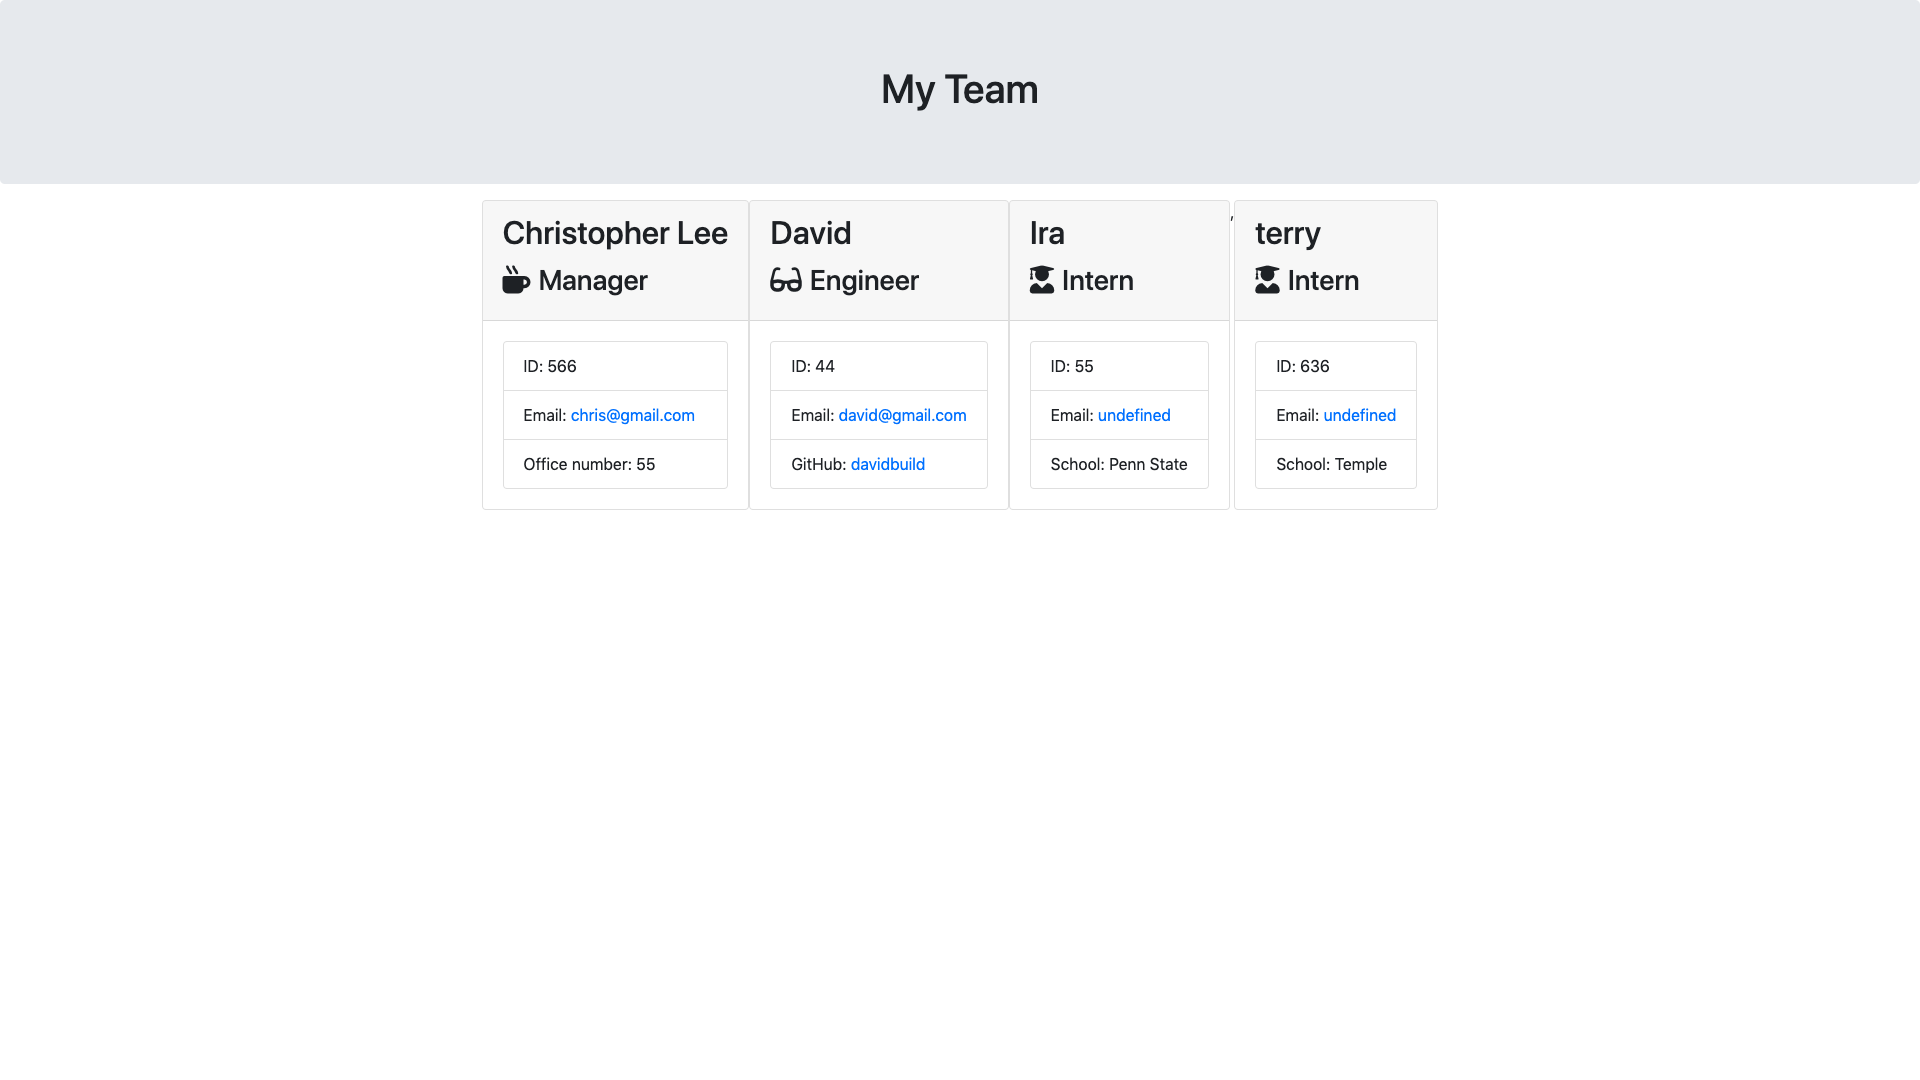 My Team
Christopher Lee
Manager
ID: 566
Email: chris@gmail.com
Office number: 55
David
Engineer
ID: 44
Email: david@gmail.com
GitHub: davidbuild
Ira
Intern
ID: 55
Email: undefined
School: Penn State
,
terry
Intern
ID: 636
Email: undefined
School: Temple